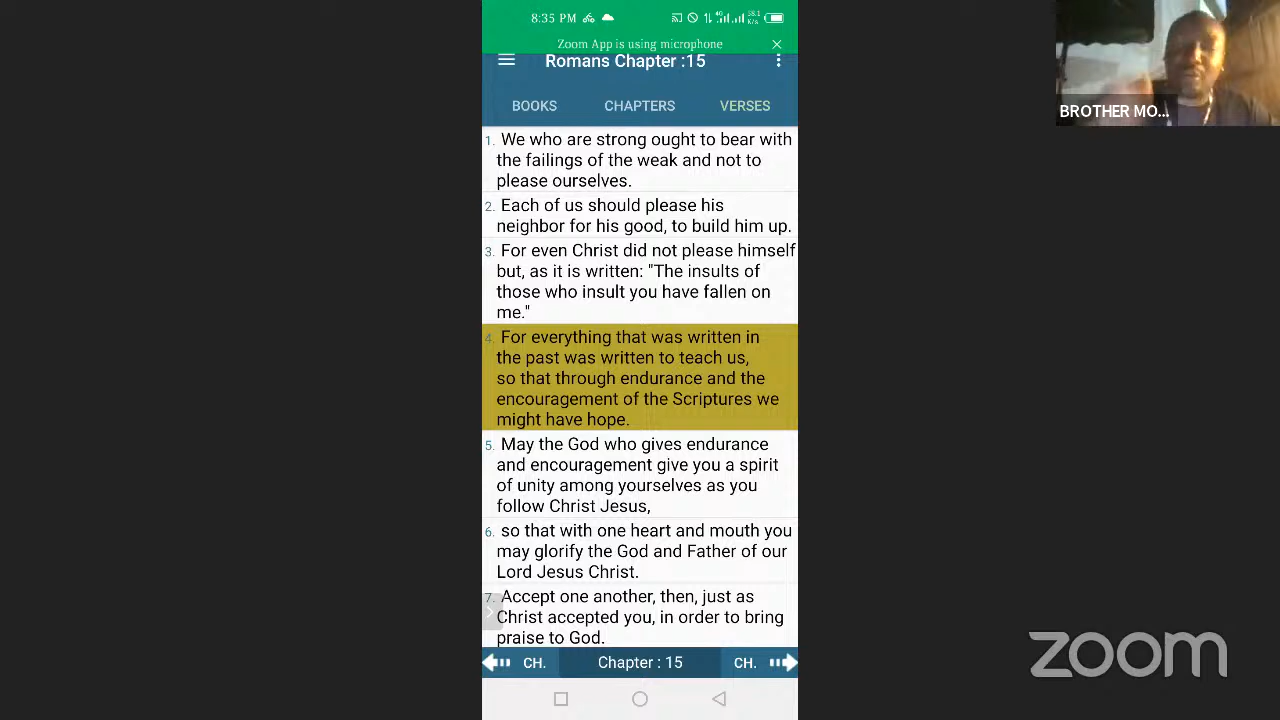 8:35 PM
4G
58.1
K/s
Zoom App is using microphone
Romans Chapter :15
BOOKS CHAPTERS VERSES
1. We who are strong ought to bear with
the failings of the weak and not to
please ourselves.
2. Each of us should please his
neighbor for his good, to build him up.
3. For even Christ did not please himself
but, as it is written: "The insults of
those who insult you have fallen on
me."
4. For everything that was written in
the past was written to teach us,
so that through endurance and the
encouragement of the Scriptures we
might have hope.
5. May the God who gives endurance
and encouragement give you a spirit
of unity among yourselves as you
follow Christ Jesus,
6. so that with one heart and mouth you
may glorify the God and Father of our
Lord Jesus Christ.
7. Accept one another, then, just as
Christ accepted you, in order to bring
praise to God.
CH. Chapter : 15 CH.
BROTHER MO...
zoom